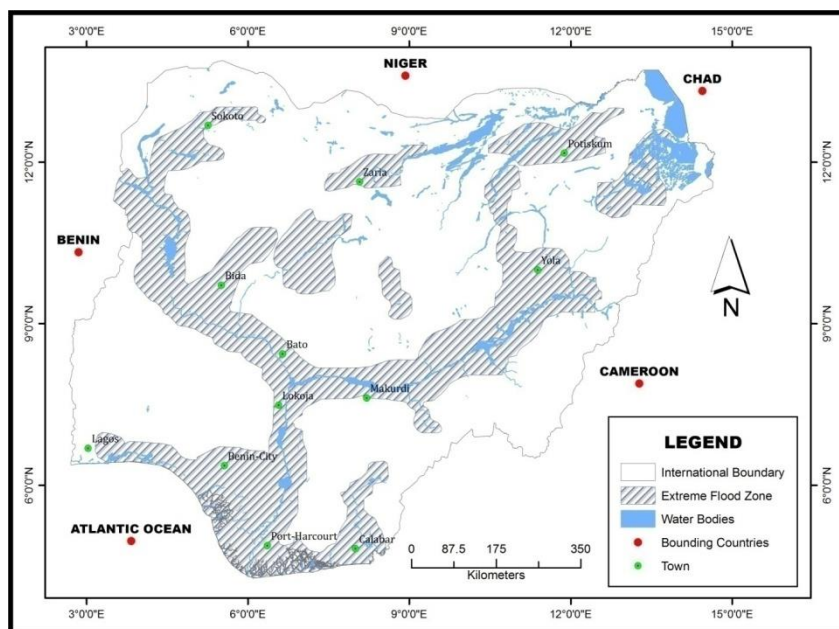 3°0'0"E 6°0'0"E 9°0'0"E 12°0'0"E 15°0'0"E
NIGER
CHAD
Sokoto
Potiskum
12°0'0"N 12°0'0"N
Zaria
BENIN
Yola
Bida
N
9°0'0"N 9°0'0"N
Bato
CAMEROON
Makurdi
Lokoja
Lagos
Benin-City
6°0'0"N 6°0'0"N
ATLANTIC OCEAN
Port-Harcourt
Calabar
0 87.5 175 350
Kilometers
LEGEND
International Boundary
Extreme Flood Zone
Water Bodies
Bounding Countries
Town
3°0'0"E 6°0'0"E 9°0'0"E 12°0'0"E 15°0'0"E